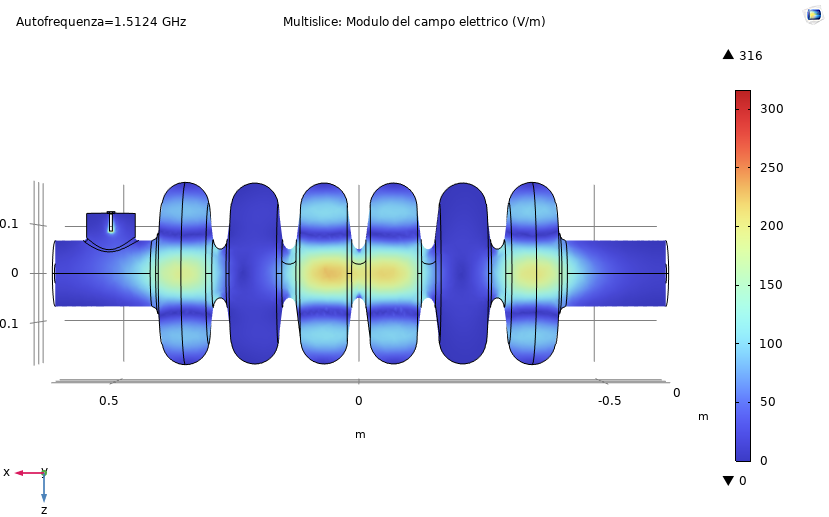 Autofrequenza=1.5124 GHz
Multislice: Modulo del campo elettrico (V/m)
316
300
250
200
150
100
50
0
0
0.1
0
0.1
0.5
0
-0.5
0
m
m
x
y
z